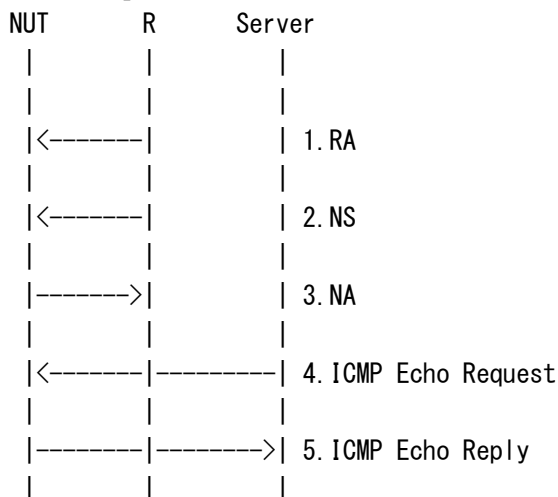 NUT R Server
1.RA
2.NS
3.NA
4.ICMP Echo Request
5.ICMP Echo Reply